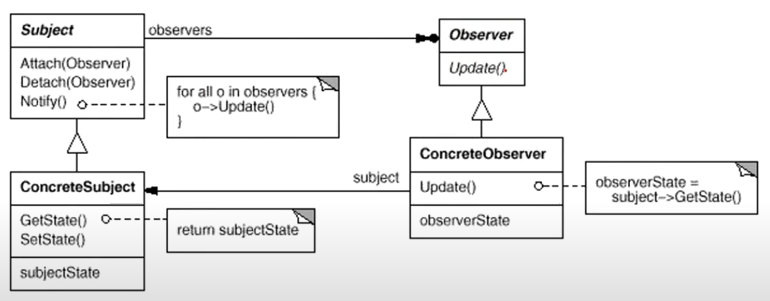 Subject
Attach(Observer)
Detach(Observer)
Notify()
observers
Observer
Update()
for all o in observers {
o->Update()
}
ConcreteSubject
GetState()
SetState()
subjectState
return subjectState
subject
ConcreteObserver
Update()
observerState
observerState =
subject->GetState()